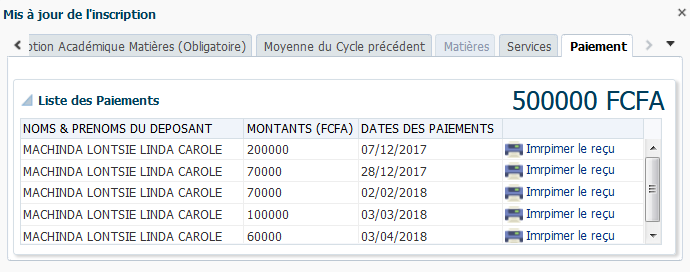 Mis à jour de l'inscription
otion Académique Matières (Obligatoire) Moyenne du Cycle précédent Matières Services Paiement
Liste des Paiements 500000 FCFA
NOMS & PRENOMS DU DEPOSANT MONTANTS (FCFA) DATES DES PAIEMENTS
MACHINDA LONTSIE LINDA CAROLE 200000 07/12/2017 Imrpimer le reçu
MACHINDA LONTSIE LINDA CAROLE 70000 28/12/2017 Imrpimer le reçu
MACHINDA LONTSIE LINDA CAROLE 70000 02/02/2018 Imrpimer le reçu
MACHINDA LONTSIE LINDA CAROLE 100000 03/03/2018 Imrpimer le reçu
MACHINDA LONTSIE LINDA CAROLE 60000 03/04/2018 Imrpimer le reçu